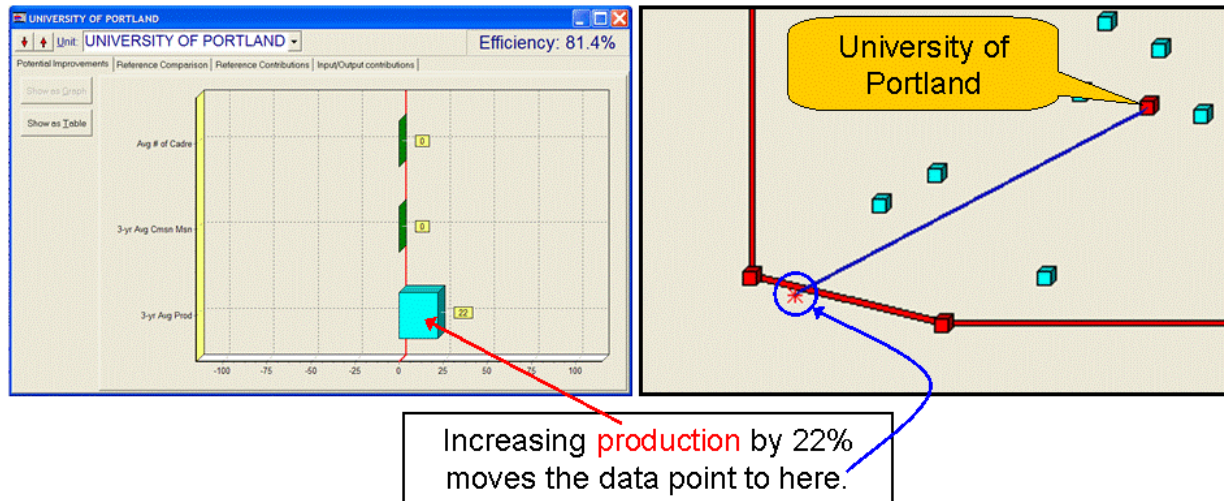 UNIVERSITY OF PORTLAND
Unit: UNIVERSITY OF PORTLAND
Efficiency: 81.4%
Potential Improvements Reference Comparison Reference Contributions Input/Output contributions
Show as Graph
Show as Table
Avg # of Cadre
0
3-yr Avg Cmsn Msn
0
3-yr Avg Prod
22
-100 -75 -50 -25 0 25 50 75 100
University of
Portland
Increasing production by 22%
moves the data point to here.